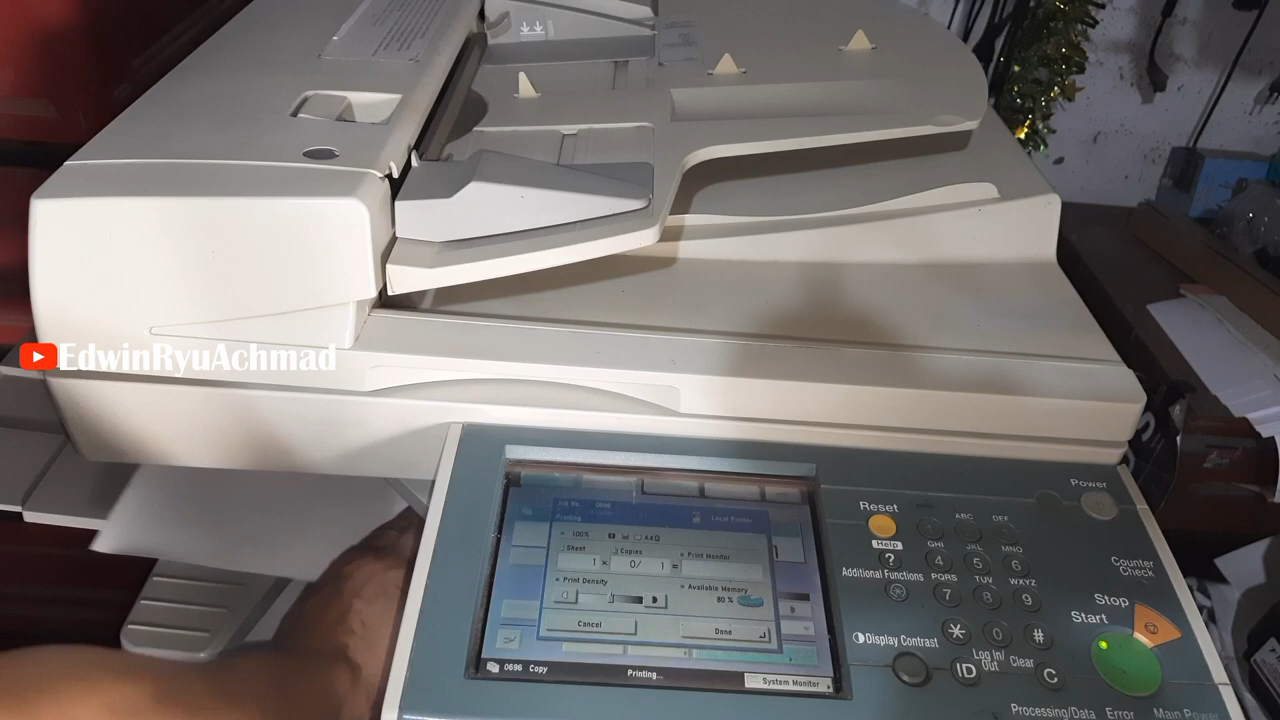 EdwinRyuAchmad
Job No. 0696
Printing
Local Printer
100% A4
Sheet
Copies
Print Monitor
1 × 0/ 1 =
Print Density
Available Memory
80 %
Cancel
Done
0696 Copy
Printing...
System Monitor
Power
Reset
Help
?
Additional Functions
Display Contrast
ABC
DEF
GHI
JKL
MNO
4
5
6
PQRS
TUV
WXYZ
7
8
9
0
#
ID
Log In/
Out
Clear
C
Counter
Check
Stop
Start
Processing/Data
Error
Main Power